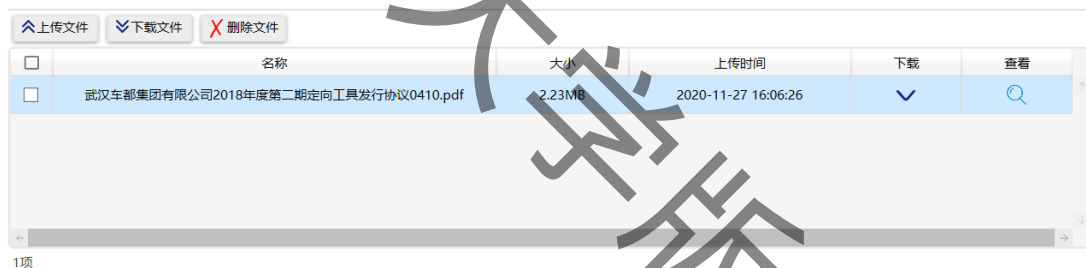 上传文件 下载文件 删除文件
名称 大小 上传时间 下载 查看
武汉车都集团有限公司2018年度第二期定向工具发行协议0410.pdf 2.23MB 2020-11-27 16:06:26
1项
大学版